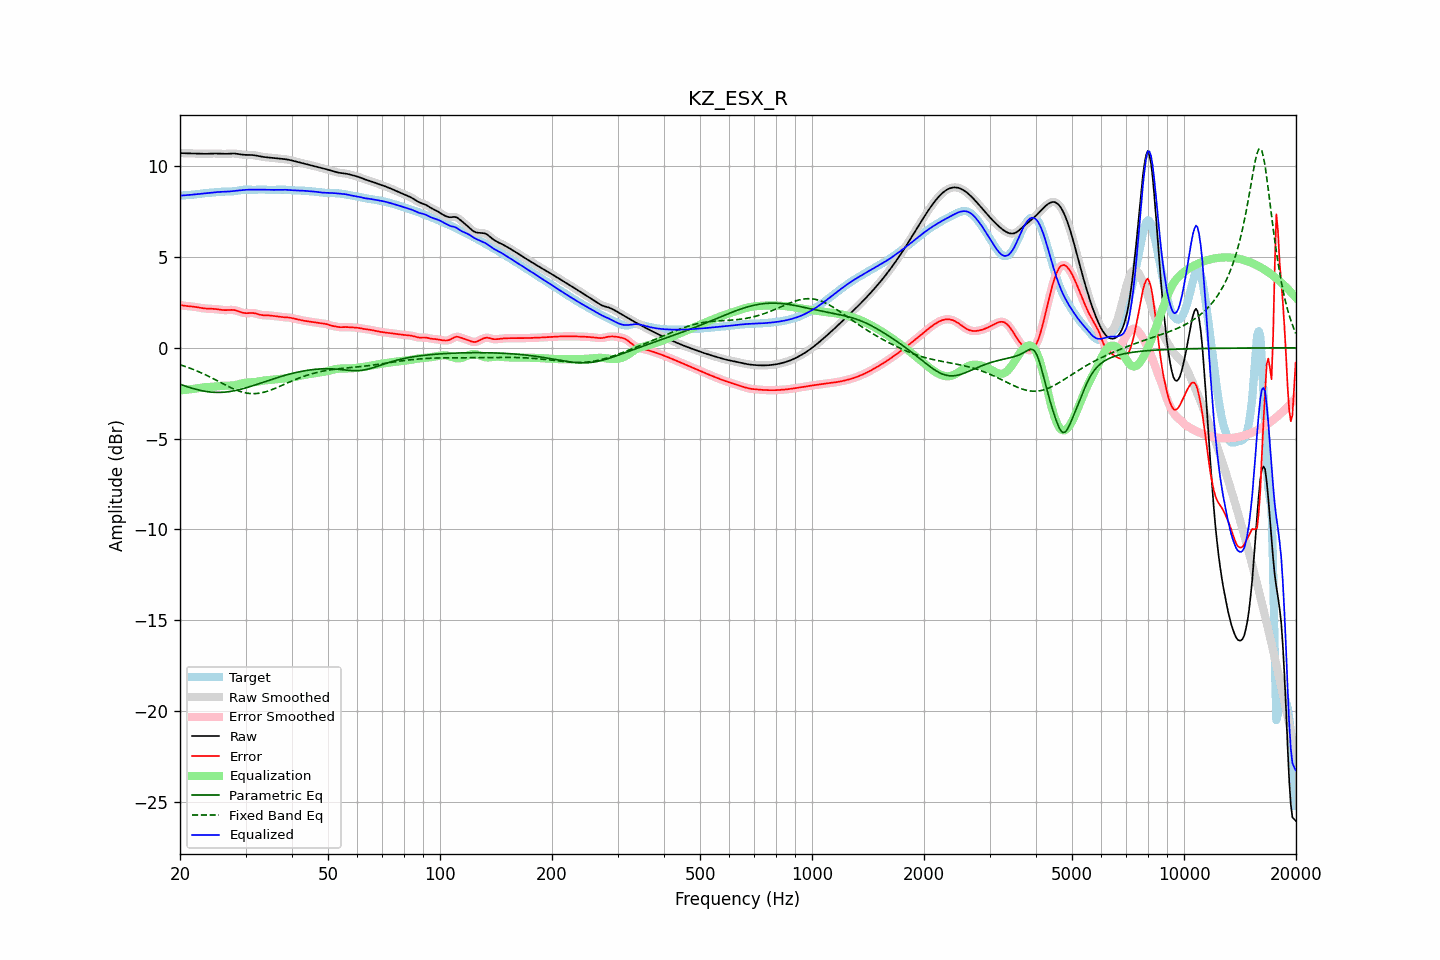 KZ_ESX_R
Amplitude (dBr)
10
5
0
−5
−10
−15
−20
−25
Target
Raw Smoothed
Error Smoothed
Raw
Error
Equalization
Parametric Eq
Fixed Band Eq
Equalized
20 50 100 200 500 1000 2000 5000 10000 20000
Frequency (Hz)